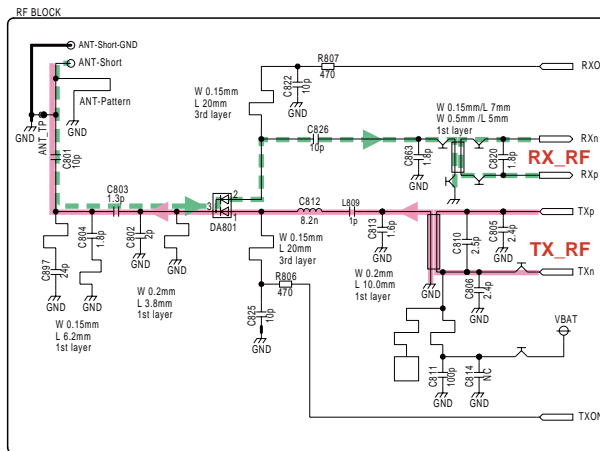 RF BLOCK
ANT-Short-GND
ANT-Short
ANT-Pattern
GND
GND
ANT_TP
C801
10p
W 0.15mm
L 20mm
3rd layer
C822
10p
GND
R807
470
RXO
C826
10p
W 0.15mm/L 7mm
W 0.5mm/L 5mm
1st layer
C863
1.8p
GND
GND
C820
1.8p
RXn
RX_RF
RXp
C803
1.3p
C804
1.8p
C802
2p
GND
GND
GND
C897
24p
GND
3
2
1
DA801
C812
8.2n
L809
1p
C813
1.6p
GND
GND
C810
2.5p
C805
2.4p
GND
TXp
TX_RF
TXn
C806
2.4p
GND
W 0.15mm
L 6.2mm
1st layer
W 0.2mm
L 3.8mm
1st layer
W 0.15mm
L 20mm
3rd layer
R806
470
C825
10p
GND
W 0.2mm
L 10.0mm
1st layer
C811
100p
GND
C814
NC
GND
VBAT
TXON